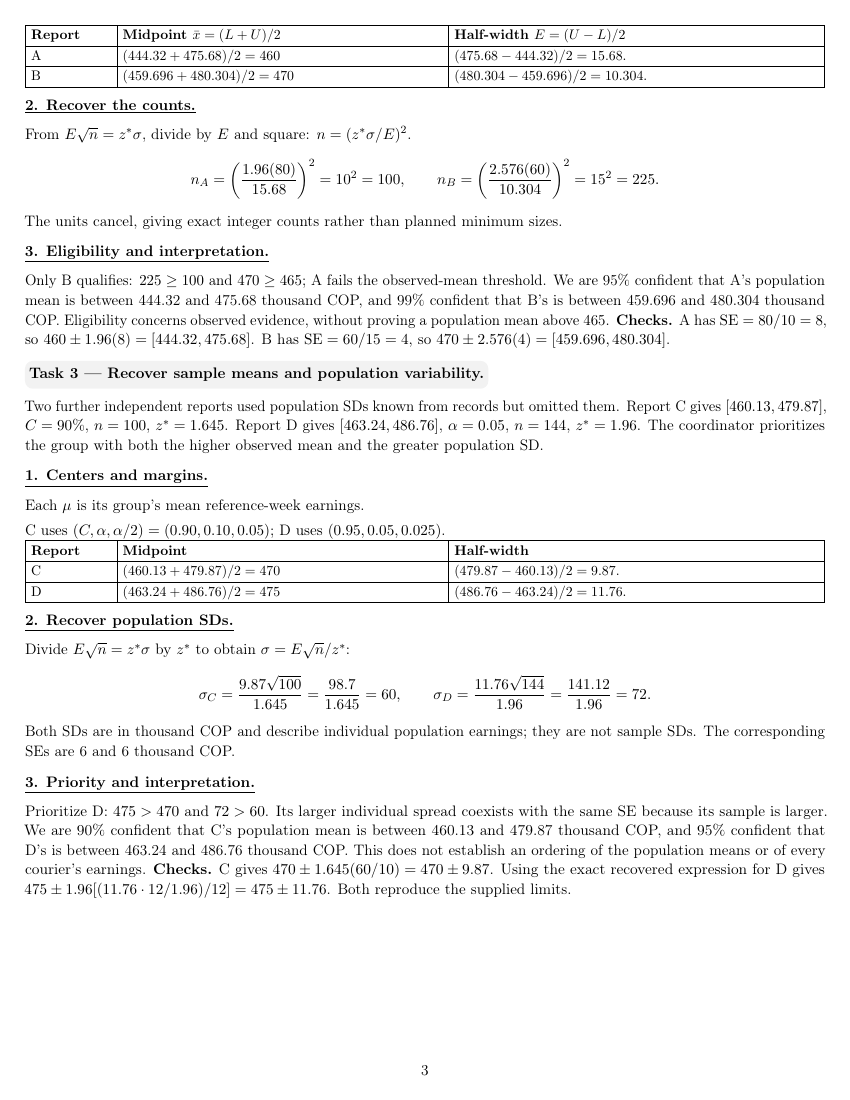 Report Midpoint x̄ = (L + U)/2 Half-width E = (U − L)/2
A (444.32 + 475.68)/2 = 460 (475.68 − 444.32)/2 = 15.68.
B (459.696 + 480.304)/2 = 470 (480.304 − 459.696)/2 = 10.304.
2. Recover the counts.
From E√n = z*σ, divide by E and square: n = (z*σ/E)².
n_A = (1.96(80)/15.68)² = 10² = 100, n_B = (2.576(60)/10.304)² = 15² = 225.
The units cancel, giving exact integer counts rather than planned minimum sizes.
3. Eligibility and interpretation.
Only B qualifies: 225 ≥ 100 and 470 ≥ 465; A fails the observed-mean threshold. We are 95% confident that A's population
mean is between 444.32 and 475.68 thousand COP, and 99% confident that B's is between 459.696 and 480.304 thousand
COP. Eligibility concerns observed evidence, without proving a population mean above 465. Checks. A has SE = 80/10 = 8,
so 460 ± 1.96(8) = [444.32, 475.68]. B has SE = 60/15 = 4, so 470 ± 2.576(4) = [459.696, 480.304].
Task 3 — Recover sample means and population variability.
Two further independent reports used population SDs known from records but omitted them. Report C gives [460.13, 479.87],
C = 90%, n = 100, z* = 1.645. Report D gives [463.24, 486.76], α = 0.05, n = 144, z* = 1.96. The coordinator prioritizes
the group with both the higher observed mean and the greater population SD.
1. Centers and margins.
Each μ is its group's mean reference-week earnings.
C uses (C, α, α/2) = (0.90, 0.10, 0.05); D uses (0.95, 0.05, 0.025).
Report Midpoint Half-width
C (460.13 + 479.87)/2 = 470 (479.87 − 460.13)/2 = 9.87.
D (463.24 + 486.76)/2 = 475 (486.76 − 463.24)/2 = 11.76.
2. Recover population SDs.
Divide E√n = z*σ by z* to obtain σ = E√n/z*:
σ_C = 9.87√100/1.645 = 98.7/1.645 = 60, σ_D = 11.76√144/1.96 = 141.12/1.96 = 72.
Both SDs are in thousand COP and describe individual population earnings; they are not sample SDs. The corresponding
SEs are 6 and 6 thousand COP.
3. Priority and interpretation.
Prioritize D: 475 > 470 and 72 > 60. Its larger individual spread coexists with the same SE because its sample is larger.
We are 90% confident that C's population mean is between 460.13 and 479.87 thousand COP, and 95% confident that
D's is between 463.24 and 486.76 thousand COP. This does not establish an ordering of the population means or of every
courier's earnings. Checks. C gives 470 ± 1.645(60/10) = 470 ± 9.87. Using the exact recovered expression for D gives
475 ± 1.96[(11.76 · 12/1.96)/12] = 475 ± 11.76. Both reproduce the supplied limits.
3